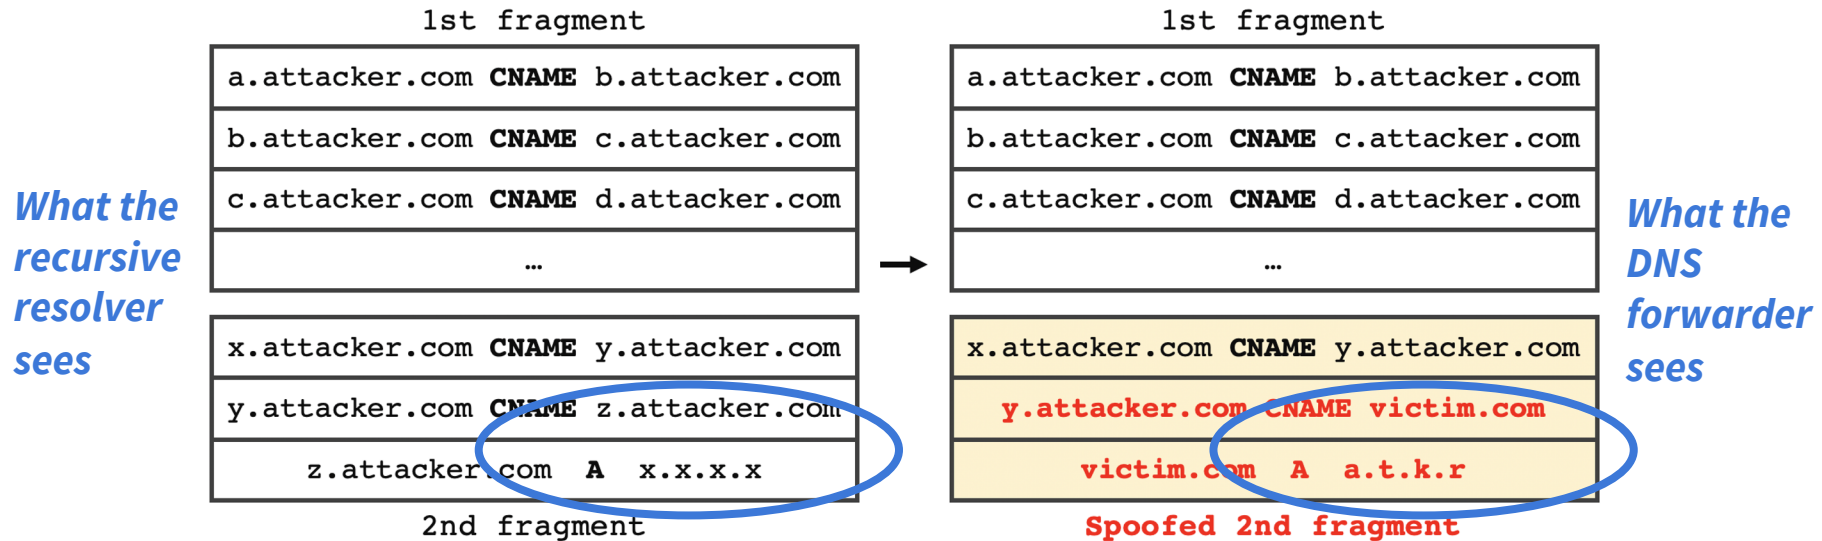 What the
recursive
resolver
sees
1st fragment
a.attacker.com CNAME b.attacker.com
b.attacker.com CNAME c.attacker.com
c.attacker.com CNAME d.attacker.com
…
x.attacker.com CNAME y.attacker.com
y.attacker.com CNAME z.attacker.com
z.attacker.com A x.x.x.x
2nd fragment
1st fragment
a.attacker.com CNAME b.attacker.com
b.attacker.com CNAME c.attacker.com
c.attacker.com CNAME d.attacker.com
…
x.attacker.com CNAME y.attacker.com
y.attacker.com CNAME victim.com
victim.com A a.t.k.r
Spoofed 2nd fragment
What the
DNS
forwarder
sees